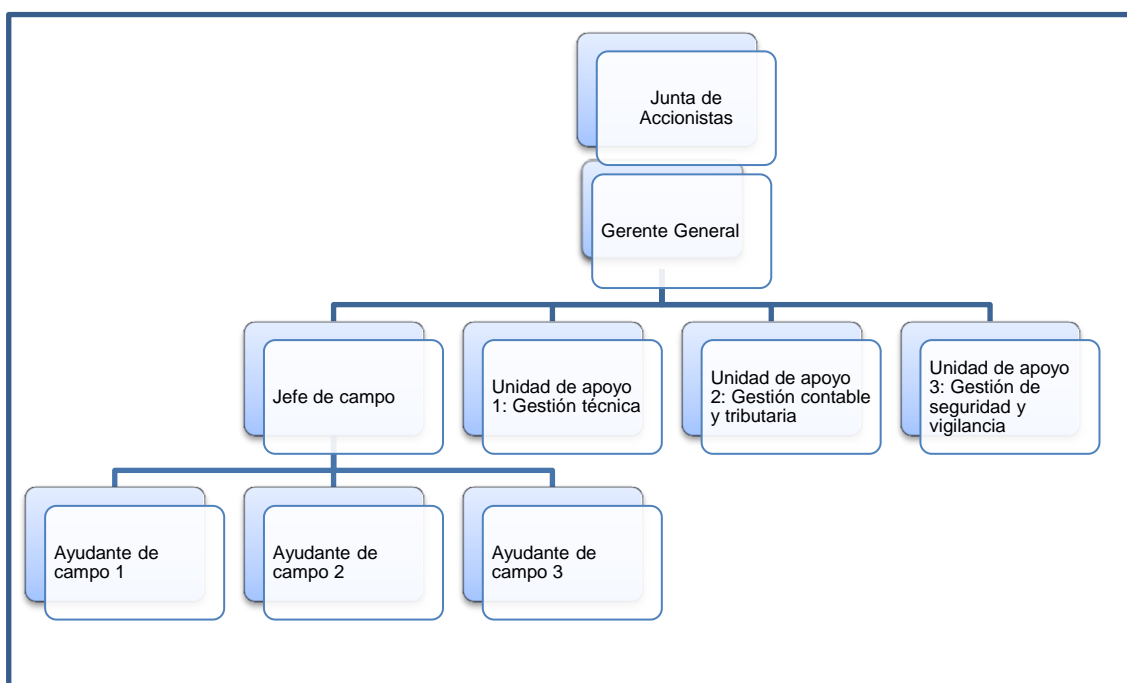 Junta de
Accionistas
Gerente General
Jefe de campo
Unidad de apoyo
1: Gestión técnica
Unidad de apoyo
2: Gestión contable
y tributaria
Unidad de apoyo
3: Gestión de
seguridad y
vigilancia
Ayudante de
campo 1
Ayudante de
campo 2
Ayudante de
campo 3